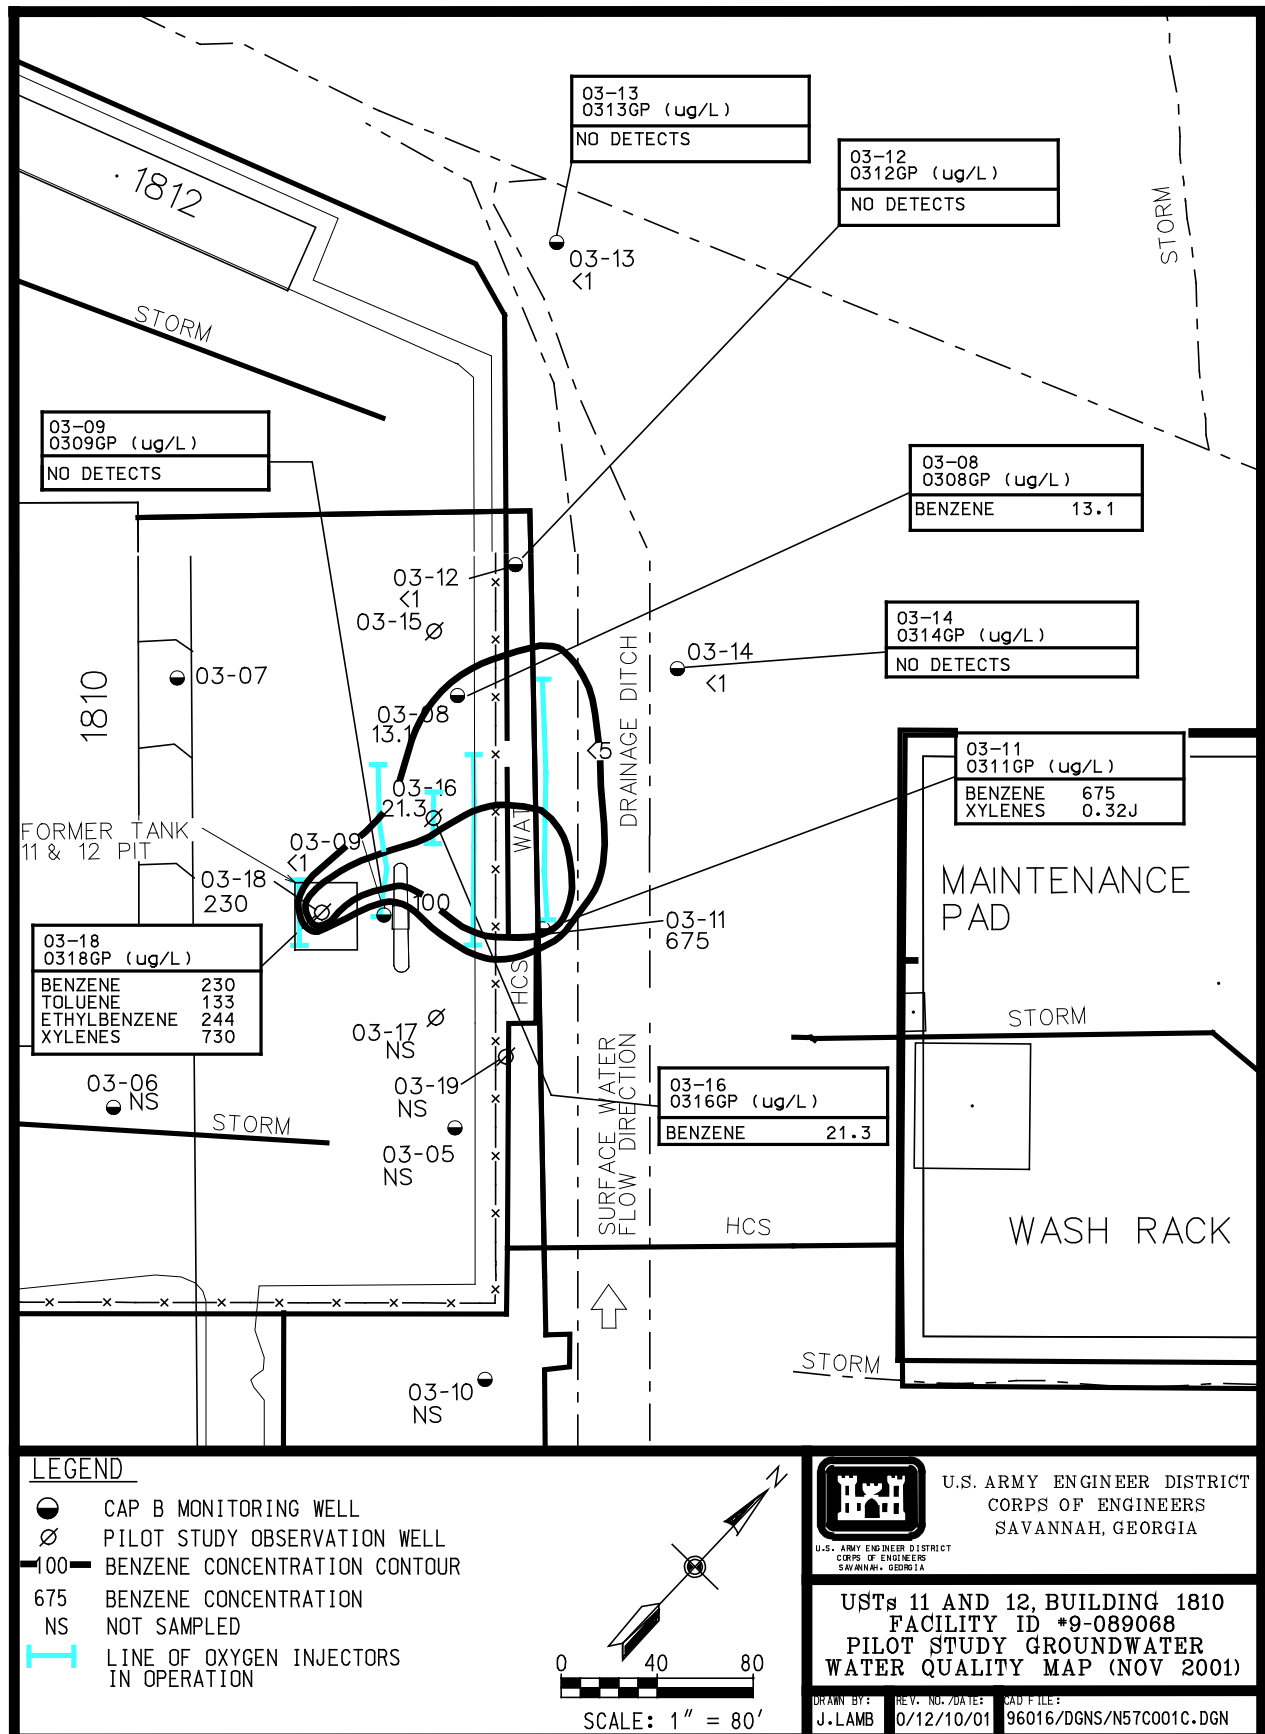 03-13
0313GP (ug/L)
NO DETECTS
03-12
0312GP (ug/L)
NO DETECTS
1812
STORM
03-13
<1
STORM
03-09
0309GP (ug/L)
NO DETECTS
03-08
0308GP (ug/L)
BENZENE 13.1
03-12
<1
03-15
03-14
0314GP (ug/L)
NO DETECTS
03-14
<1
03-07
1810
03-08
13.1
<5
DRAINAGE DITCH
03-11
0311GP (ug/L)
BENZENE 675
XYLENES 0.32J
03-16
21.3
WAT
FORMER TANK
11 & 12 PIT
03-09
<1
03-18
230
100
03-11
675
MAINTENANCE
PAD
03-18
0318GP (ug/L)
BENZENE 230
TOLUENE 133
ETHYLBENZENE 244
XYLENES 730
HCS
03-17
NS
STORM
03-19
NS
03-06
NS
STORM
03-16
0316GP (ug/L)
BENZENE 21.3
03-05
NS
SURFACE WATER
FLOW DIRECTION
HCS
WASH RACK
STORM
03-10
NS
LEGEND
CAP B MONITORING WELL
PILOT STUDY OBSERVATION WELL
100 BENZENE CONCENTRATION CONTOUR
675 BENZENE CONCENTRATION
NS NOT SAMPLED
LINE OF OXYGEN INJECTORS
IN OPERATION
N
0 40 80
SCALE: 1" = 80'
U.S. ARMY ENGINEER DISTRICT
CORPS OF ENGINEERS
SAVANNAH, GEORGIA
U.S. ARMY ENGINEER DISTRICT
CORPS OF ENGINEERS
SAVANNAH, GEORGIA
USTs 11 AND 12, BUILDING 1810
FACILITY ID #9-089068
PILOT STUDY GROUNDWATER
WATER QUALITY MAP (NOV 2001)
DRAWN BY:
J.LAMB
REV. NO./DATE:
0/12/10/01
CAD FILE:
96016/DGNS/N57C001C.DGN